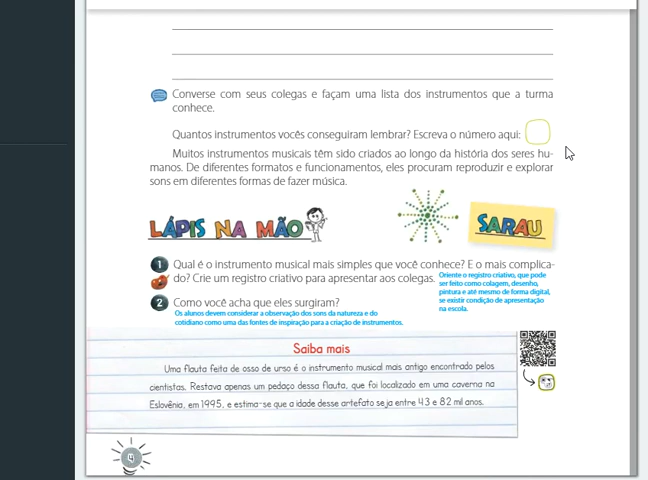 Converse com seus colegas e façam uma lista dos instrumentos que a turma
conhece.
Quantos instrumentos vocês conseguiram lembrar? Escreva o número aqui:
Muitos instrumentos musicais têm sido criados ao longo da história dos seres hu-
manos. De diferentes formatos e funcionamentos, eles procuram reproduzir e explorar
sons em diferentes formas de fazer música.
LÁPIS NA MÃO
SARAU
1 Qual é o instrumento musical mais simples que você conhece? E o mais complica-
do? Crie um registro criativo para apresentar aos colegas.
Oriente o registro criativo, que pode
ser feito como colagem, desenho,
pintura e até mesmo de forma digital,
se existir condição de apresentação
na escola.
2 Como você acha que eles surgiram?
Os alunos devem considerar a observação dos sons da natureza e do
cotidiano como uma das fontes de inspiração para a criação de instrumentos.
Saiba mais
Uma flauta feita de osso de urso é o instrumento musical mais antigo encontrado pelos
cientistas. Restava apenas um pedaço dessa flauta, que foi localizado em uma caverna na
Eslovênia, em 1995, e estima-se que a idade desse artefato seja entre 43 e 82 mil anos.
4